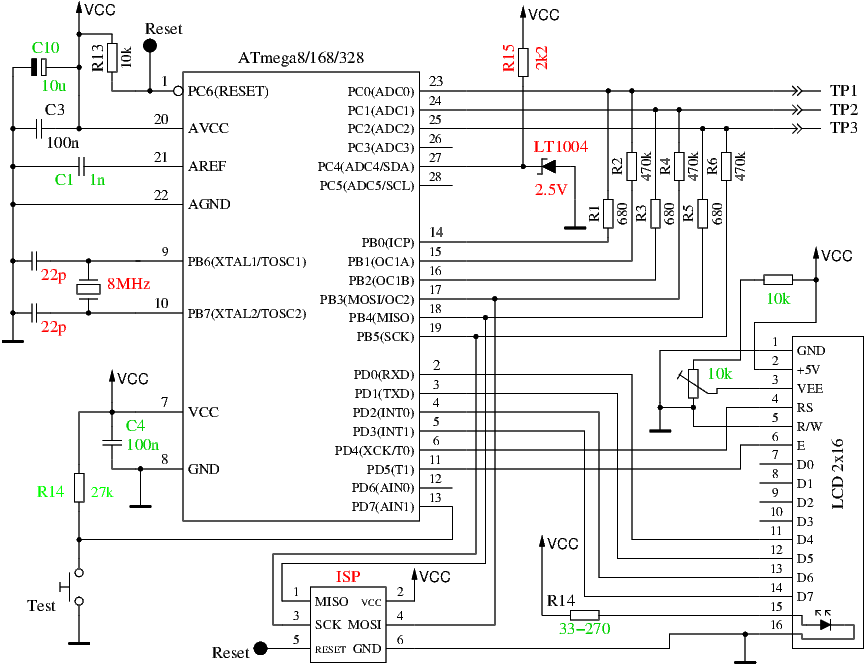 VCC
C10
10u
R13
10k
Reset
C3
100n
C1 1n
22p
8MHz
22p
ATmega8/168/328
1 PC6(RESET)
20 AVCC
21 AREF
22 AGND
9 PB6(XTAL1/TOSC1)
10 PB7(XTAL2/TOSC2)
7 VCC
8 GND
PC0(ADC0) 23
PC1(ADC1) 24
PC2(ADC2) 25
PC3(ADC3) 26
PC4(ADC4/SDA) 27
PC5(ADC5/SCL) 28
PB0(ICP) 14
PB1(OC1A) 15
PB2(OC1B) 16
PB3(MOSI/OC2) 17
PB4(MISO) 18
PB5(SCK) 19
PD0(RXD) 2
PD1(TXD) 3
PD2(INT0) 4
PD3(INT1) 5
PD4(XCK/T0) 6
PD5(T1) 11
PD6(AIN0) 12
PD7(AIN1) 13
VCC
R15
2k2
LT1004
2.5V
TP1
TP2
TP3
R2
470k
R4
470k
R6
470k
R1
680
R3
680
R5
680
VCC
10k
10k
1 GND
2 +5V
3 VEE
4 RS
5 R/W
6 E
7 D0
8 D1
9 D2
10 D3
11 D4
12 D5
13 D6
14 D7
15
16
LCD 2x16
VCC
C4
100n
R14 27k
Test
ISP
1 MISO
3 SCK
5 RESET
VCC 2
MOSI 4
GND 6
VCC
Reset
VCC
R14
33-270